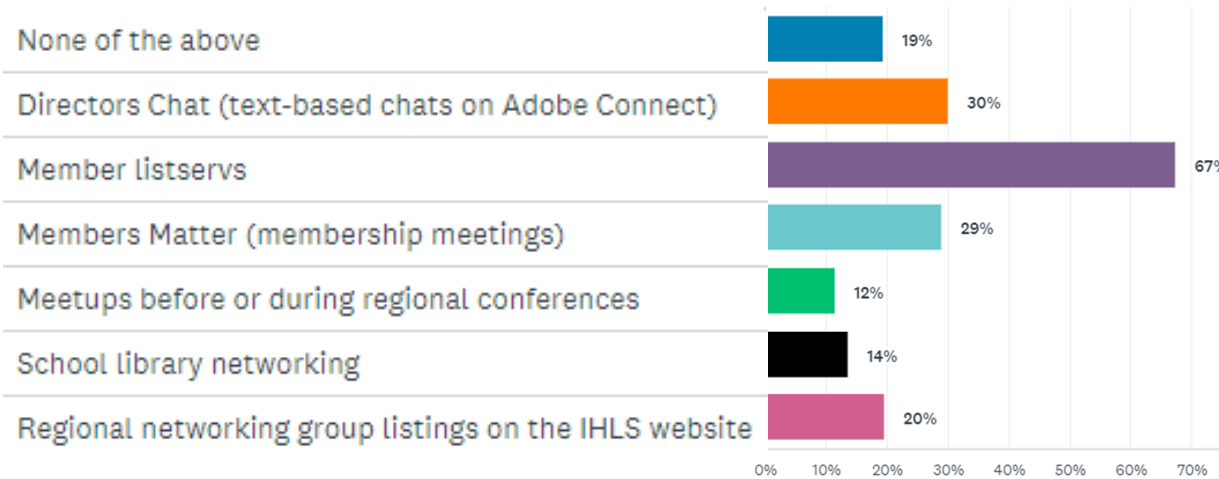 None of the above 19%
Directors Chat (text-based chats on Adobe Connect) 30%
Member listservs 67%
Members Matter (membership meetings) 29%
Meetups before or during regional conferences 12%
School library networking 14%
Regional networking group listings on the IHLS website 20%
0% 10% 20% 30% 40% 50% 60% 70%